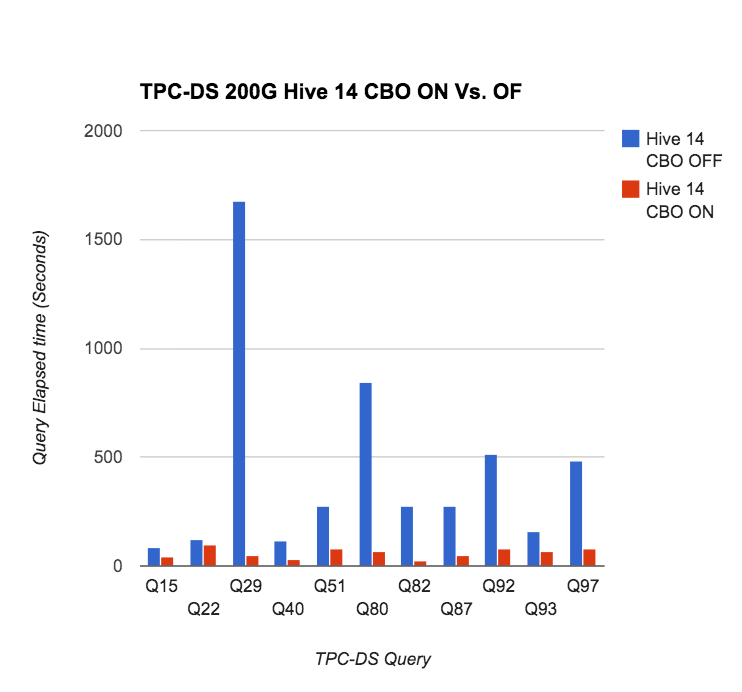 TPC-DS 200G Hive 14 CBO ON Vs. OF
Hive 14
CBO OFF
Hive 14
CBO ON
Query Elapsed time (Seconds)
2000
1500
1000
500
0
Q15
Q22
Q29
Q40
Q51
Q80
Q82
Q87
Q92
Q93
Q97
TPC-DS Query